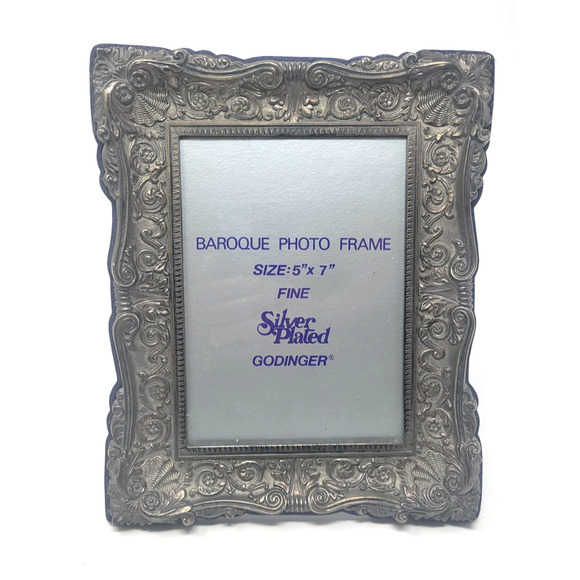 BAROQUE PHOTO FRAME
SIZE: 5" x 7"
FINE
Silver
Plated
GODINGER®